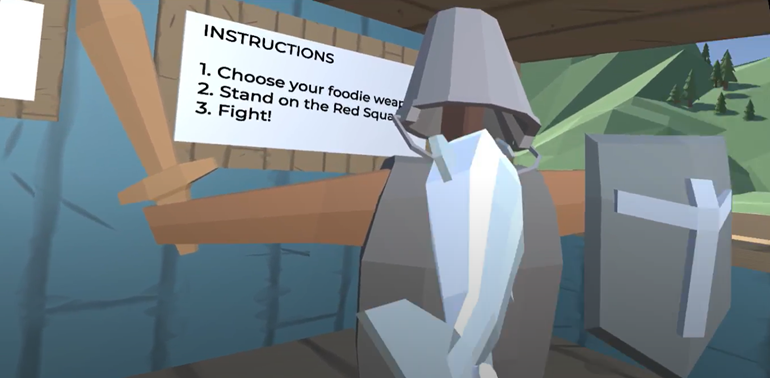 INSTRUCTIONS
1. Choose your foodie
2. Stand on the Red
3. Fight!